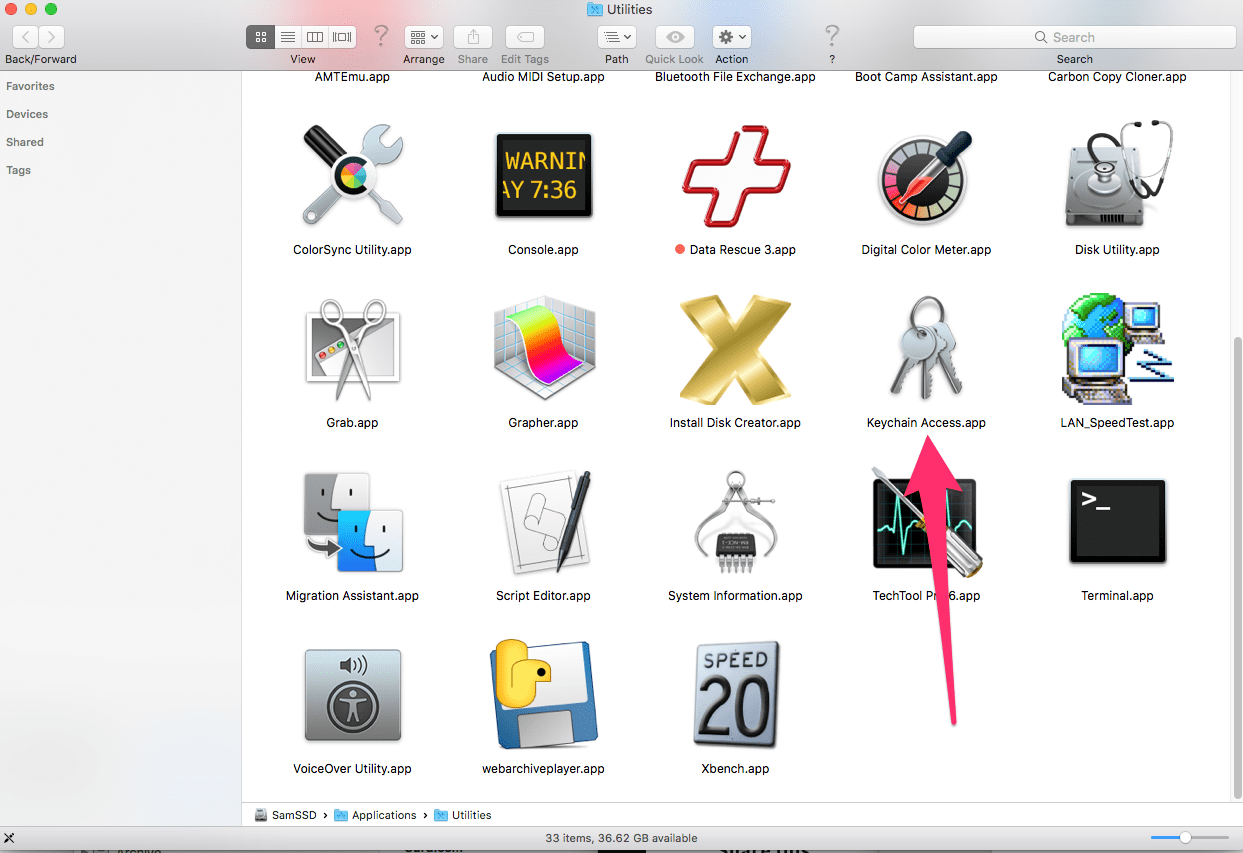 Utilities
Back/Forward
View
Arrange
Share
Edit Tags
Path
Quick Look
Action
?
Search
Search
Favorites
Devices
Shared
Tags
AMTEmu.app
Audio MIDI Setup.app
Bluetooth File Exchange.app
Boot Camp Assistant.app
Carbon Copy Cloner.app
WARNIN
AY 7:36
ColorSync Utility.app
Console.app
Data Rescue 3.app
Digital Color Meter.app
Disk Utility.app
Grab.app
Grapher.app
Install Disk Creator.app
Keychain Access.app
LAN_SpeedTest.app
>_
Migration Assistant.app
Script Editor.app
System Information.app
TechTool P 6.app
Terminal.app
SPEED
20
VoiceOver Utility.app
webarchiveplayer.app
Xbench.app
SamSSD › Applications › Utilities
33 items, 36.62 GB available